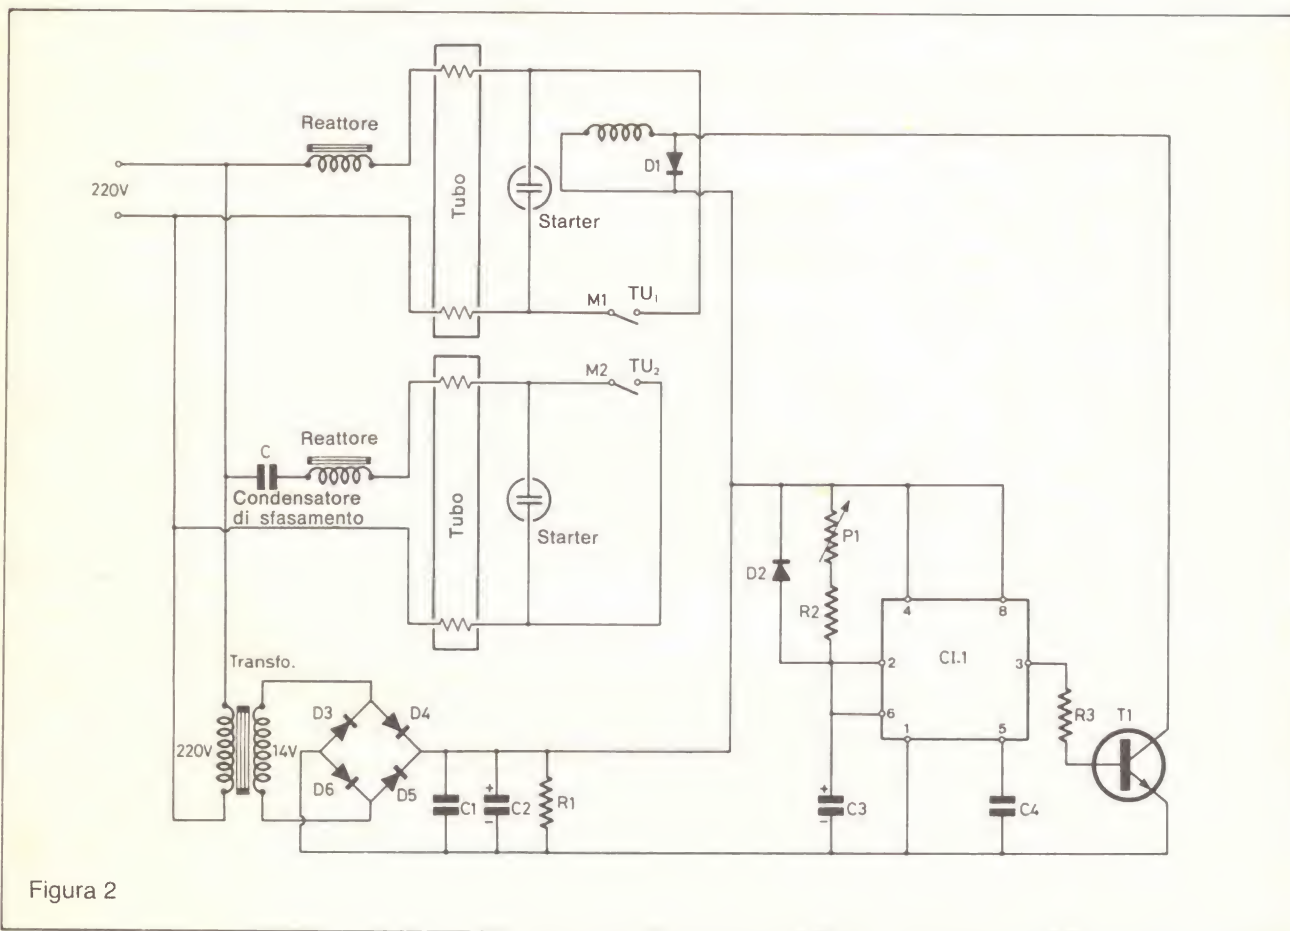 Reattore
220V
Tubo
Starter
D1
M1 TU₁
M2 TU₂
Reattore
C
Condensatore
di sfasamento
Tubo
Starter
P1
D2
R2
4
8
2
CI.1
3
6
1
5
R3
T1
Transfo.
220V
14V
D3
D4
D6
D5
C1
+
-
C2
R1
+
-
C3
C4
Figura 2